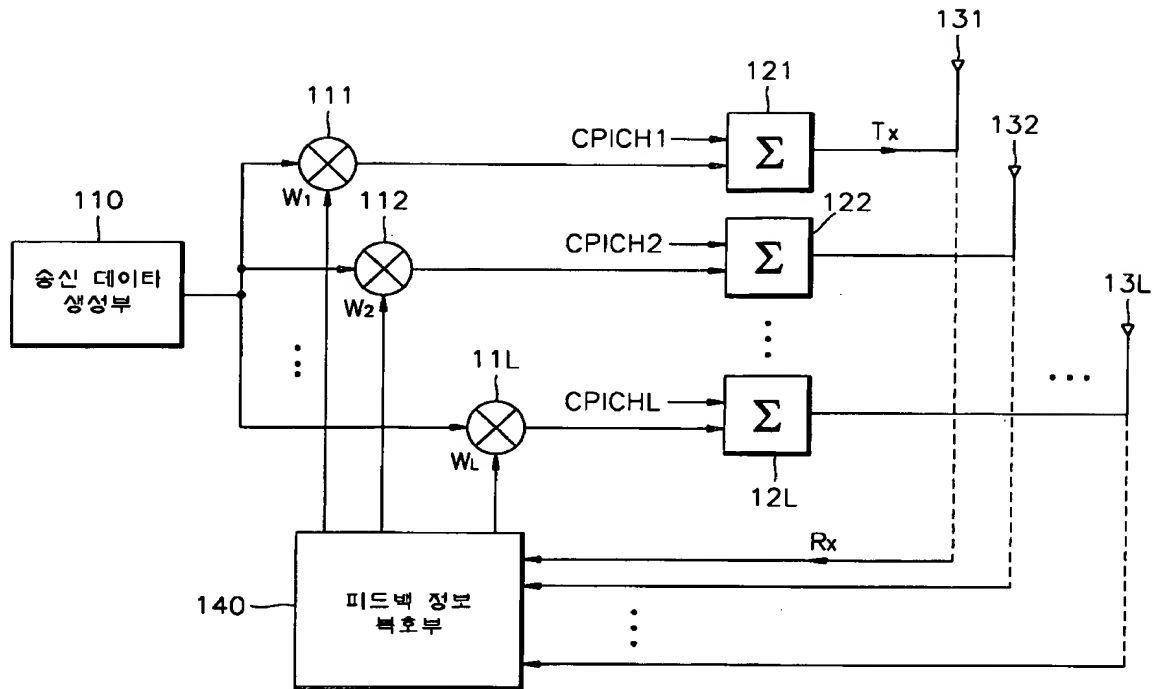 131
121
111
132
CPICH1
Σ
Tx
W1
112
122
110
CPICH2
Σ
송신 데이타
생성부
W2
13L
11L
CPICHL
Σ
WL
12L
Rx
피드백 정보
복호부
140